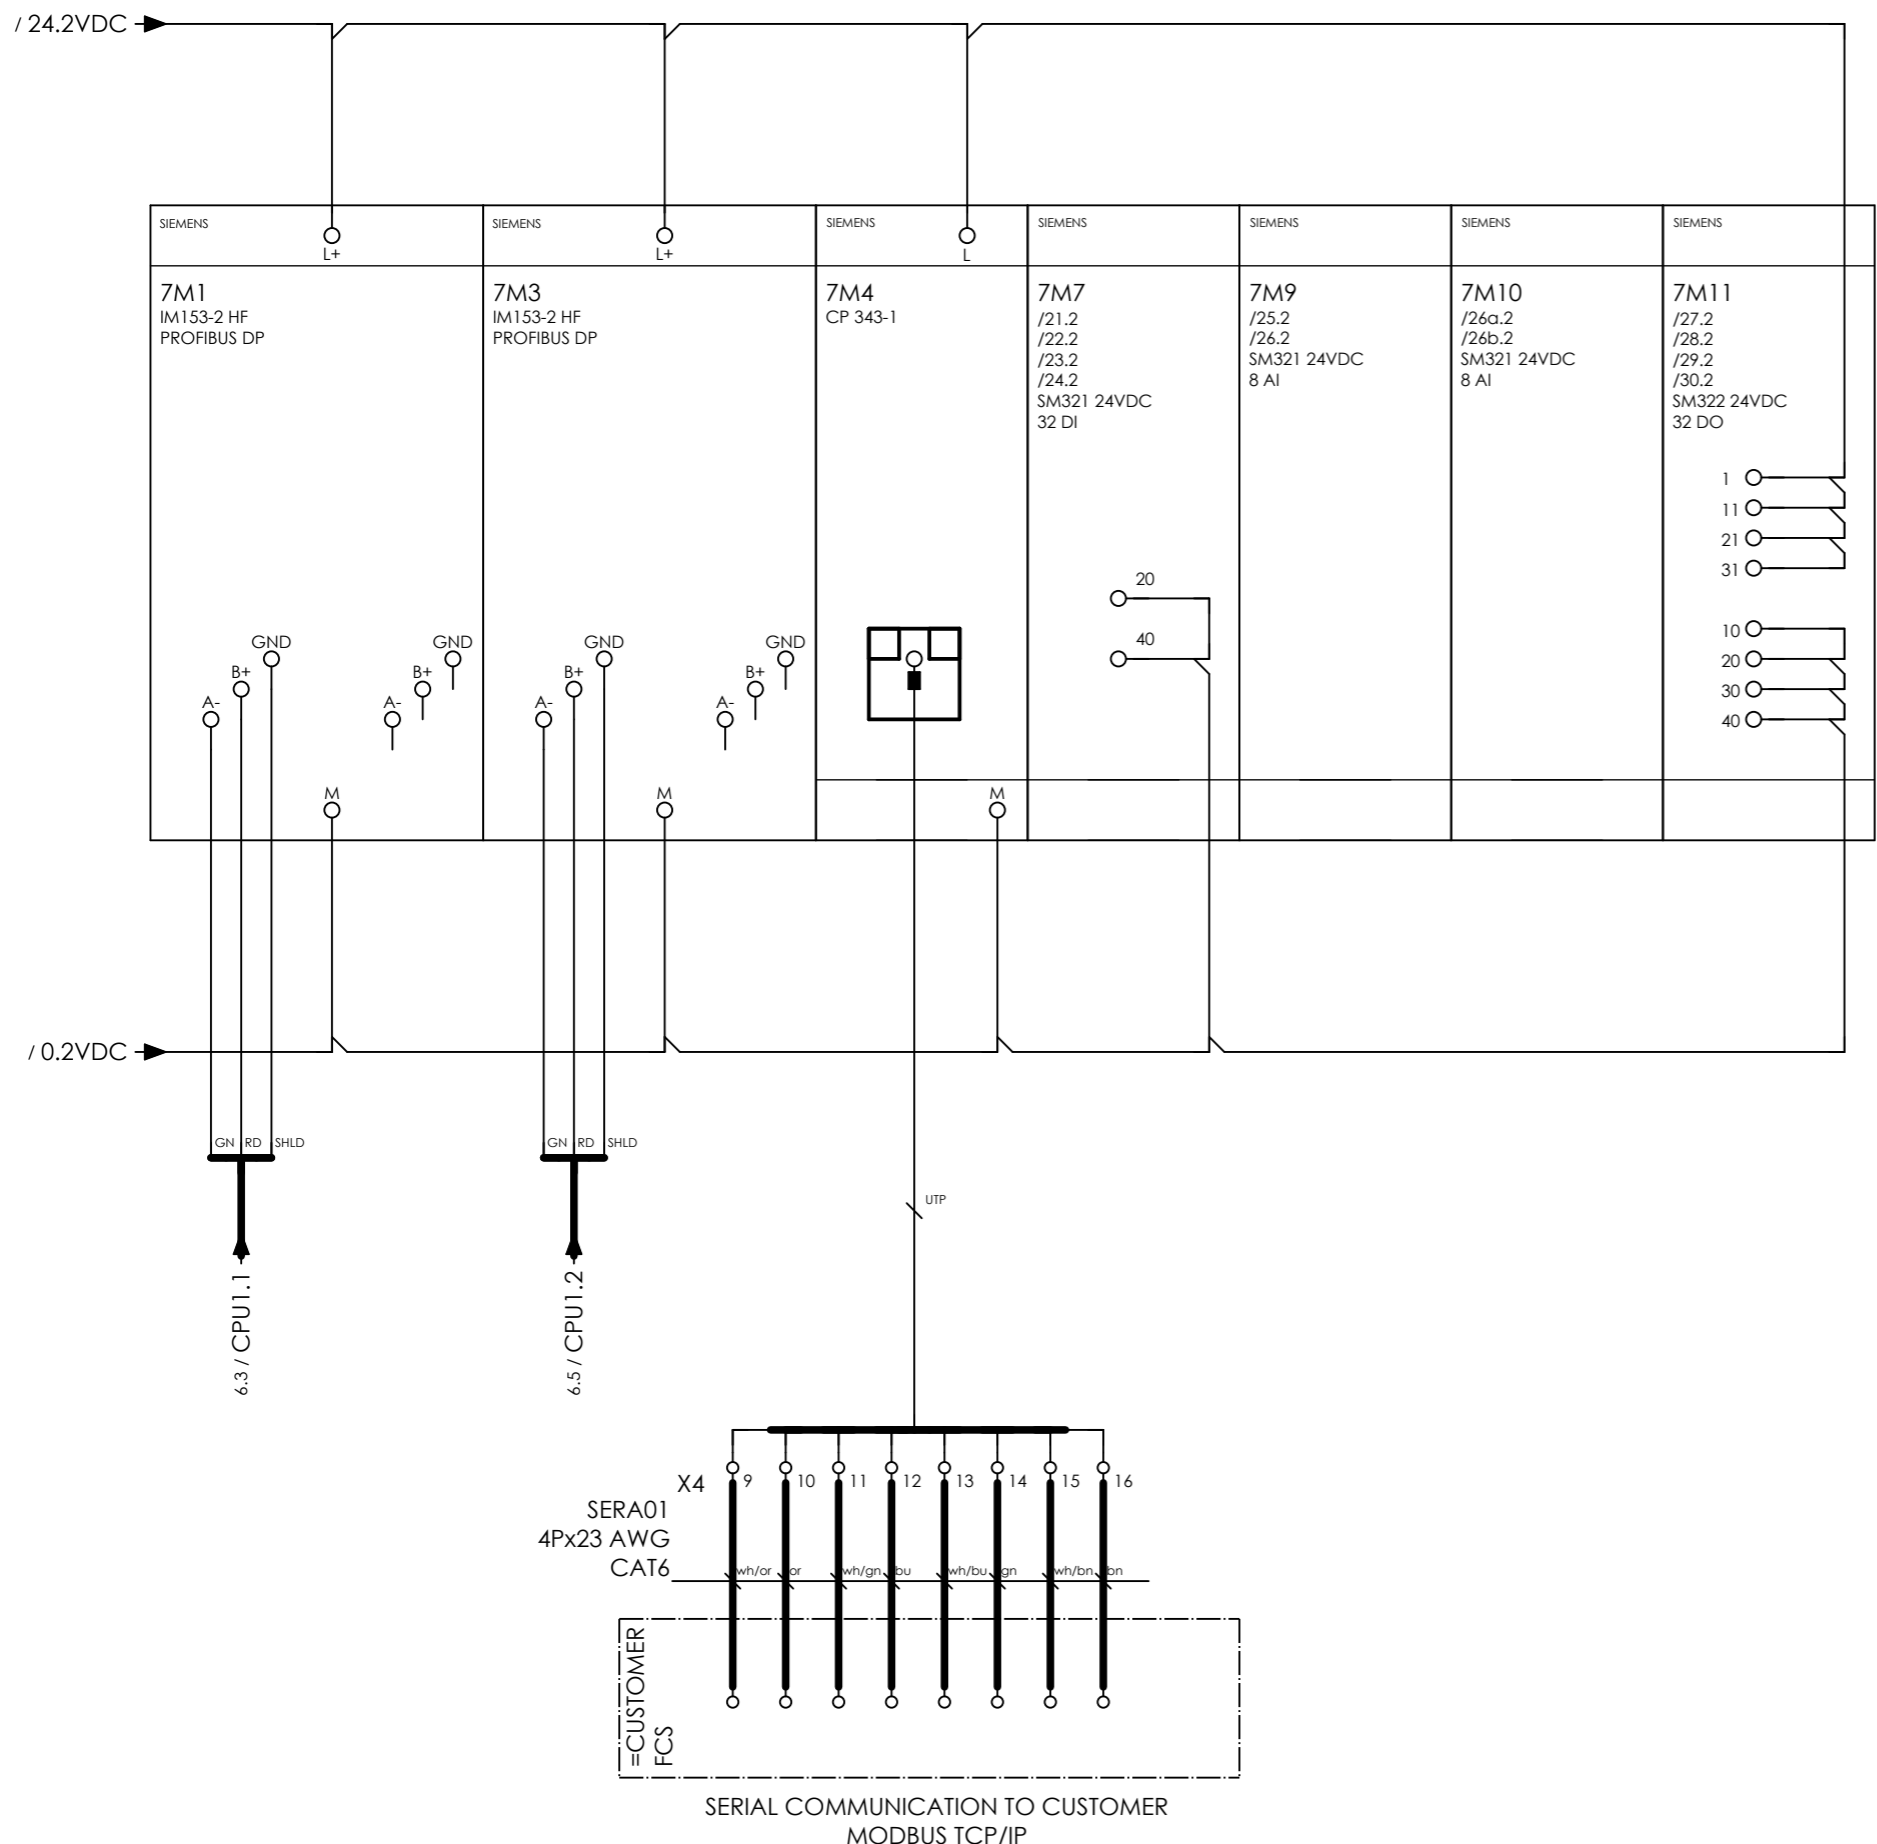 / 24.2VDC
SIEMENS
L+
7M1
IM153-2 HF
PROFIBUS DP
A-
B+
GND
A-
B+
GND
M
SIEMENS
L+
7M3
IM153-2 HF
PROFIBUS DP
A-
B+
GND
A-
B+
GND
M
SIEMENS
L
7M4
CP 343-1
M
SIEMENS
7M7
/21.2
/22.2
/23.2
/24.2
SM321 24VDC
32 DI
20
40
SIEMENS
7M9
/25.2
/26.2
SM321 24VDC
8 AI
SIEMENS
7M10
/26a.2
/26b.2
SM321 24VDC
8 AI
SIEMENS
7M11
/27.2
/28.2
/29.2
/30.2
SM322 24VDC
32 DO
1
11
21
31
10
20
30
40
/ 0.2VDC
GN RD SHLD
GN RD SHLD
6.3 / CPU1.1
6.5 / CPU1.2
UTP
X4 9 10 11 12 13 14 15 16
SERA01
4Px23 AWG
CAT6
wh/or or wh/gn bu wh/bu gn wh/bn bn
=CUSTOMER
FCS
SERIAL COMMUNICATION TO CUSTOMER
MODBUS TCP/IP